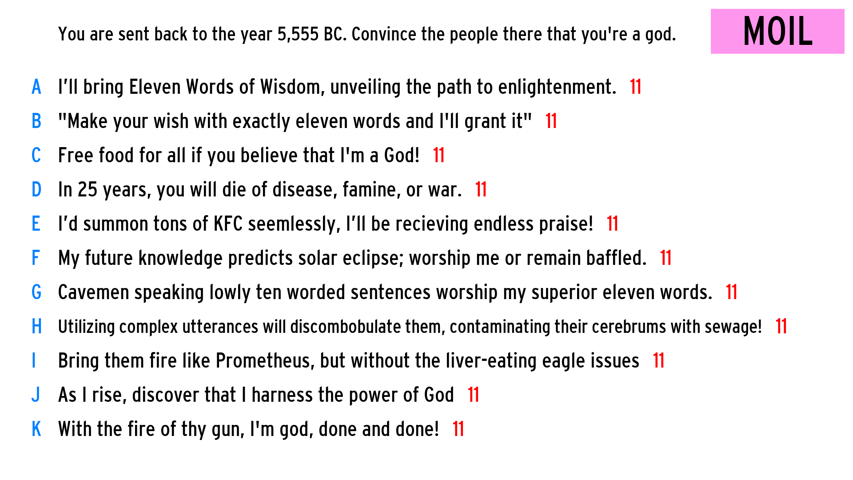 You are sent back to the year 5,555 BC. Convince the people there that you're a god.
MOIL
A I’ll bring Eleven Words of Wisdom, unveiling the path to enlightenment. 11
B "Make your wish with exactly eleven words and I'll grant it" 11
C Free food for all if you believe that I'm a God! 11
D In 25 years, you will die of disease, famine, or war. 11
E I’d summon tons of KFC seemlessly, I’ll be recieving endless praise! 11
F My future knowledge predicts solar eclipse; worship me or remain baffled. 11
G Cavemen speaking lowly ten worded sentences worship my superior eleven words. 11
H Utilizing complex utterances will discombobulate them, contaminating their cerebrums with sewage! 11
I Bring them fire like Prometheus, but without the liver-eating eagle issues 11
J As I rise, discover that I harness the power of God 11
K With the fire of thy gun, I'm god, done and done! 11